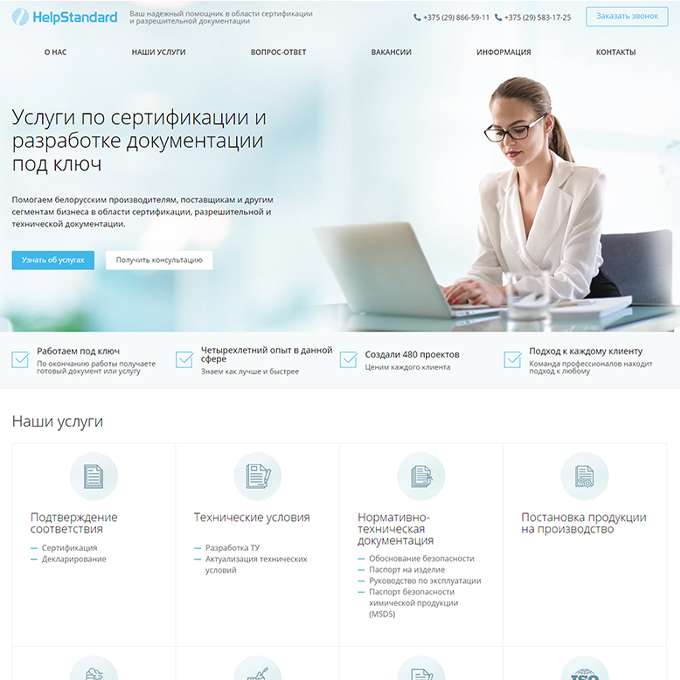 HelpStandard
Ваш надежный помощник в области сертификации
и разрешительной документации
+375 (29) 866-59-11 +375 (29) 583-17-25
Заказать звонок
О НАС НАШИ УСЛУГИ ВОПРОС-ОТВЕТ ВАКАНСИИ ИНФОРМАЦИЯ КОНТАКТЫ
Услуги по сертификации и
разработке документации
под ключ
Помогаем белорусским производителям, поставщикам и другим
сегментам бизнеса в области сертификации, разрешительной и
технической документации.
Узнать об услугах
Получить консультацию
Работаем под ключ
По окончанию работы получаете
готовый документ или услугу
Четырехлетний опыт в данной
сфере
Знаем как лучше и быстрее
Создали 480 проектов
Ценим каждого клиента
Подход к каждому клиенту
Команда профессионалов находит
подход к любому
Наши услуги
Подтверждение
соответствия
Сертификация
Декларирование
Технические условия
Разработка ТУ
Актуализация технических
условий
Нормативно-
техническая
документация
Обоснование безопасности
Паспорт на изделие
Руководство по эксплуатации
Паспорт безопасности
химической продукции
(MSDS)
Постановка продукции
на производство
ISO